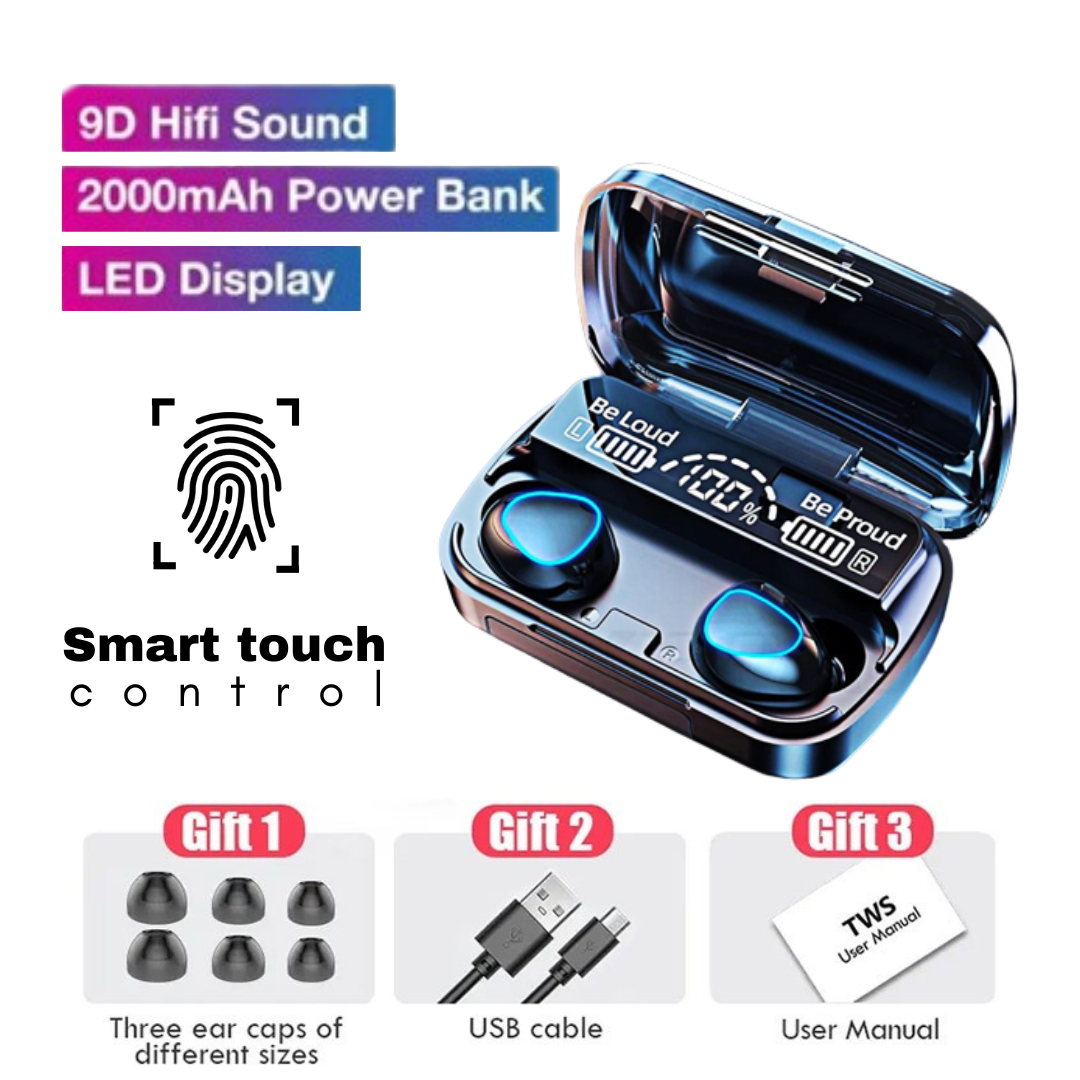 9D Hifi Sound
2000mAh Power Bank
LED Display
Be Loud
L
100%
Be Proud
R
L
R
Smart touch
control
Gift 1
Gift 2
Gift 3
TWS
User Manual
Three ear caps of
different sizes
USB cable
User Manual